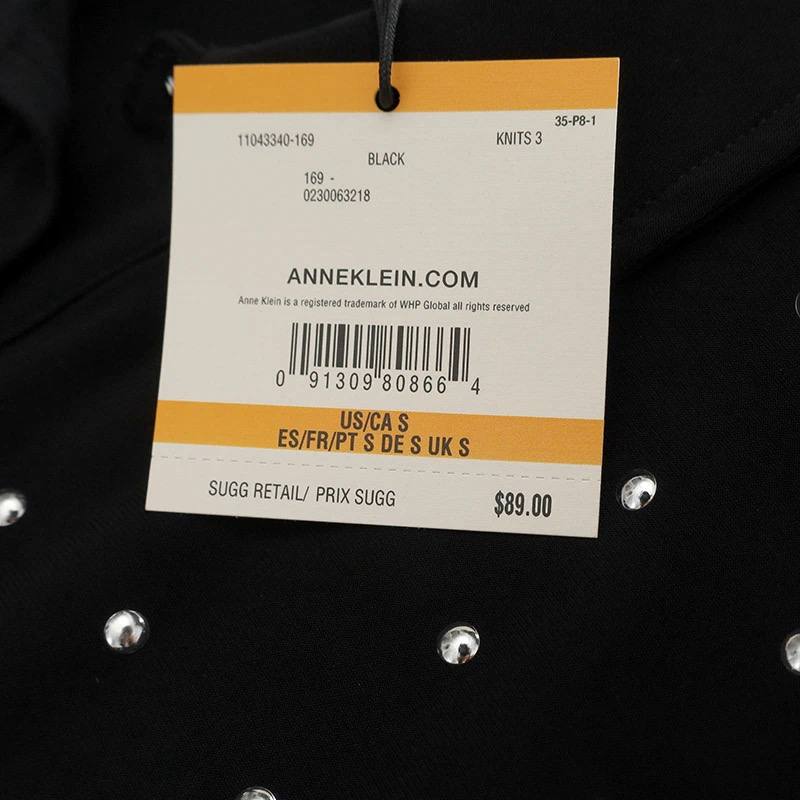 35-P8-1
11043340-169 KNITS 3
BLACK
169 -
0230063218
ANNEKLEIN.COM
Anne Klein is a registered trademark of WHP Global all rights reserved
0 91309 80866 4
US/CA S
ES/FR/PT S DE S UK S
SUGG RETAIL/ PRIX SUGG $89.00